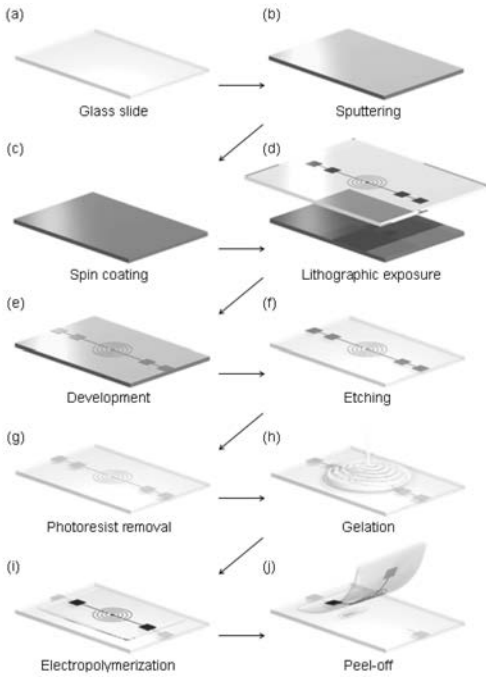 (a)
(b)
Glass slide
Sputtering
(c)
(d)
Spin coating
Lithographic exposure
(e)
(f)
Development
Etching
(g)
(h)
Photoresist removal
Gelation
(i)
(j)
Electropolymerization
Peel-off